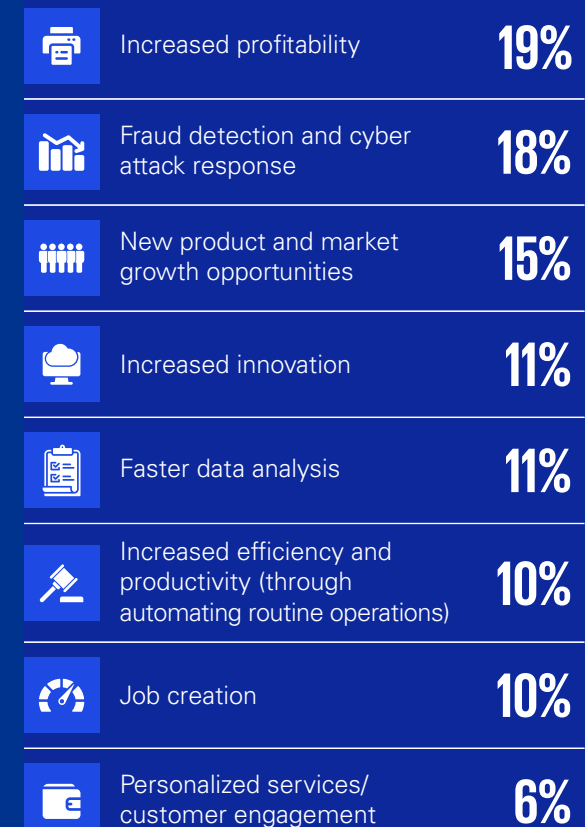 Increased profitability
19%
Fraud detection and cyber
attack response
18%
New product and market
growth opportunities
15%
Increased innovation
11%
Faster data analysis
11%
Increased efficiency and
productivity (through
automating routine operations)
10%
Job creation
10%
Personalized services/
customer engagement
6%